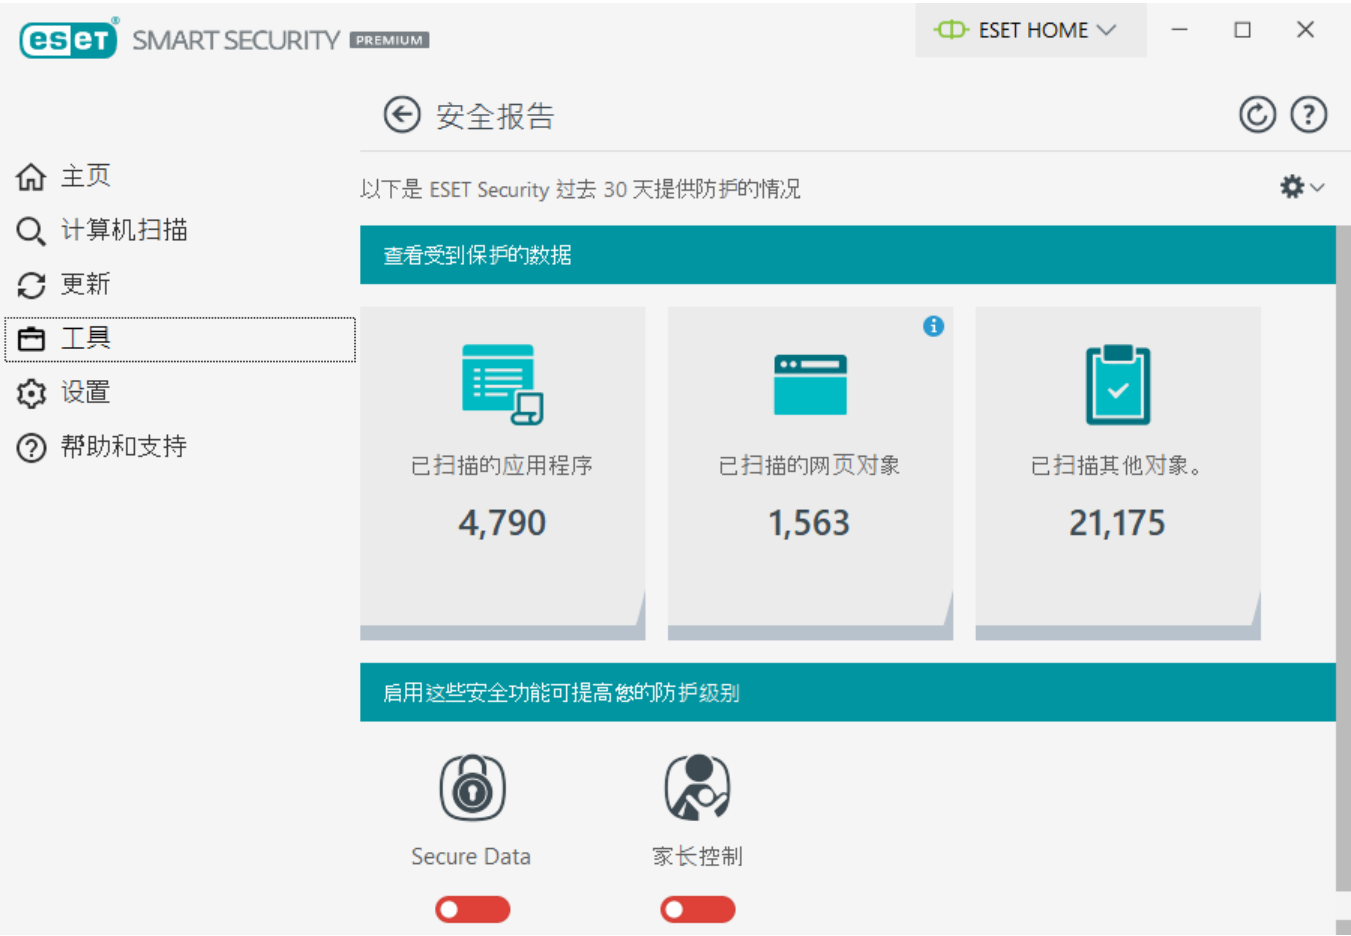 eset® SMART SECURITY PREMIUM
ESET HOME
安全报告
主页
计算机扫描
更新
工具
设置
帮助和支持
以下是 ESET Security 过去 30 天提供防护的情况
查看受到保护的数据
已扫描的应用程序
4,790
已扫描的网页对象
1,563
已扫描其他对象。
21,175
启用这些安全功能可提高您的防护级别
Secure Data
家长控制